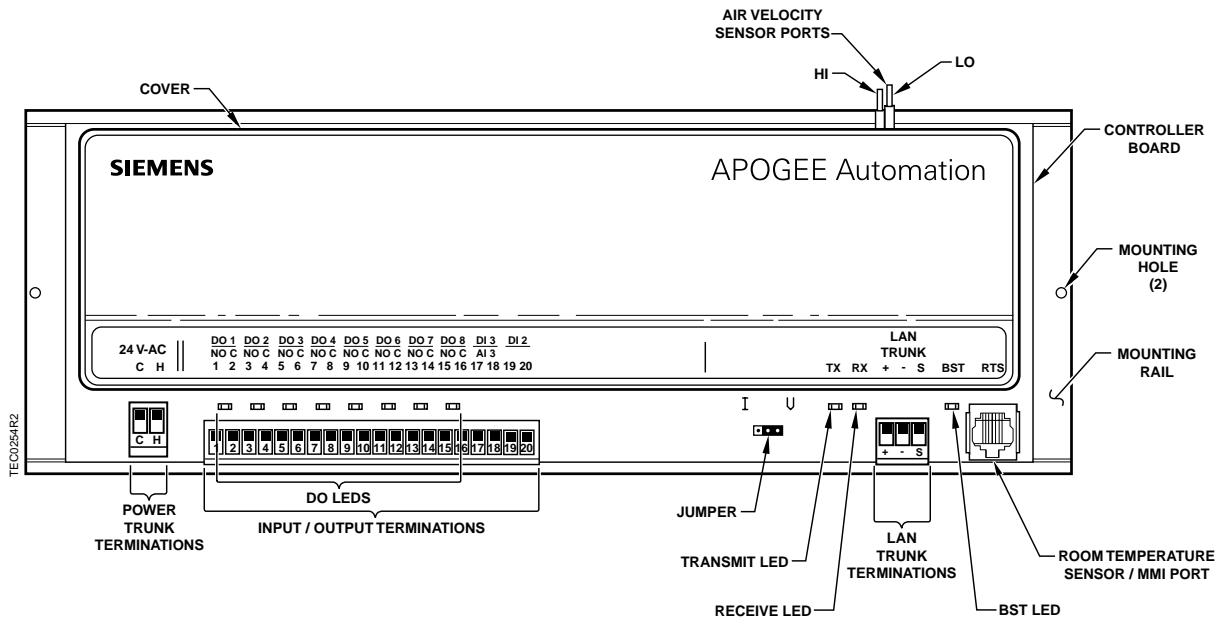 AIR VELOCITY
SENSOR PORTS
HI
LO
COVER
CONTROLLER
BOARD
SIEMENS
APOGEE Automation
MOUNTING
HOLE
(2)
24 V-AC
C H
DO 1 DO 2 DO 3 DO 4 DO 5 DO 6 DO 7 DO 8 DI 3 DI 2
NO C NO C NO C NO C NO C NO C NO C NO C AI 3
1 2 3 4 5 6 7 8 9 10 11 12 13 14 15 16 17 18 19 20
LAN
TRUNK
TX RX + - S BST RTS
MOUNTING
RAIL
I U
C H
1 2 3 4 5 6 7 8 9 10 11 12 13 14 15 16 17 18 19 20
+ - S
TEC0254R2
DO LEDS
POWER
TRUNK
TERMINATIONS
INPUT / OUTPUT TERMINATIONS
JUMPER
TRANSMIT LED
RECEIVE LED
LAN
TRUNK
TERMINATIONS
BST LED
ROOM TEMPERATURE
SENSOR / MMI PORT